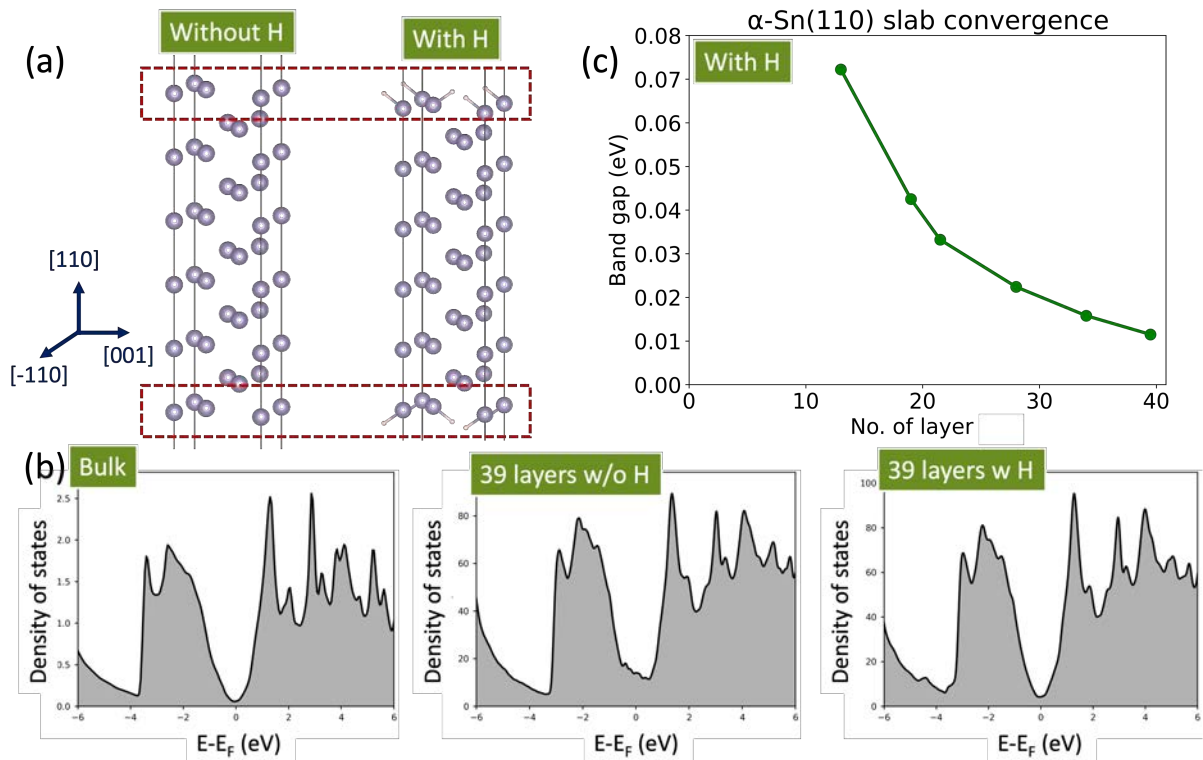 (a)
Without H
With H
[110]
[001]
[-110]
(c)
α-Sn(110) slab convergence
With H
Band gap (eV)
0.08
0.07
0.06
0.05
0.04
0.03
0.02
0.01
0.00
0 10 20 30 40
No. of layer
(b)
Bulk
Density of states
2.5
2.0
1.5
1.0
0.5
0.0
−6 −4 −2 0 2 4 6
E-E_F (eV)
39 layers w/o H
Density of states
80
60
40
20
0
−6 −4 −2 0 2 4 6
E-E_F (eV)
39 layers w H
Density of states
100
80
60
40
20
0
−6 −4 −2 0 2 4 6
E-E_F (eV)